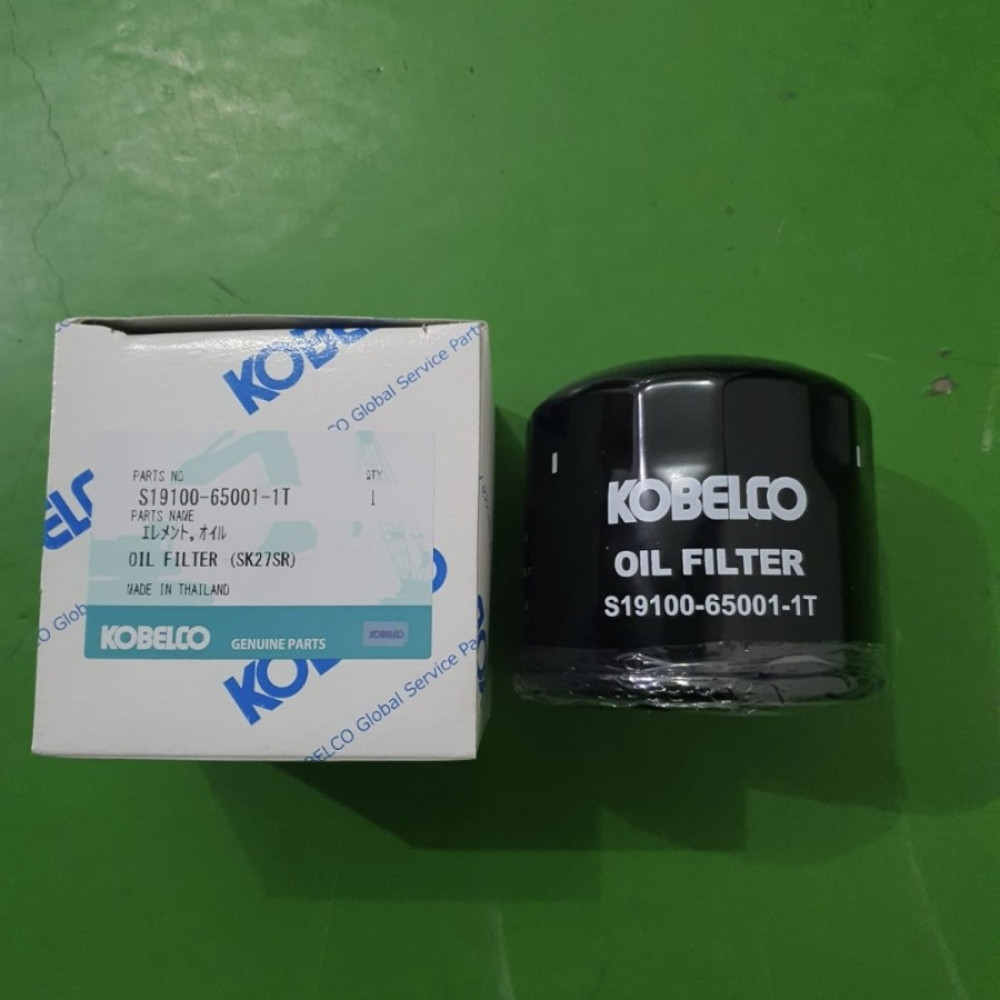 KOBELCO
KOBELCO Global Service Parts
PARTS NO QTY
S19100-65001-1T 1
PARTS NAME
エレメント,オイル
OIL FILTER (SK27SR)
MADE IN THAILAND
KOBELCO GENUINE PARTS KOBELCO
KOBELCO
KOBELCO Global Service Pa
KOBELCO
OIL FILTER
S19100-65001-1T